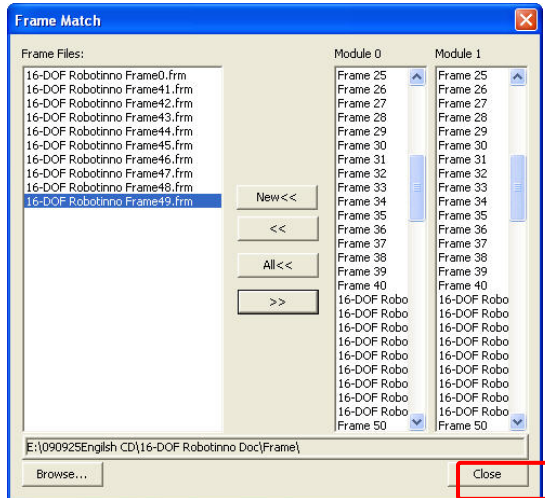 Frame Match
Frame Files:
16-DOF Robotinno Frame0.frm
16-DOF Robotinno Frame41.frm
16-DOF Robotinno Frame42.frm
16-DOF Robotinno Frame43.frm
16-DOF Robotinno Frame44.frm
16-DOF Robotinno Frame45.frm
16-DOF Robotinno Frame46.frm
16-DOF Robotinno Frame47.frm
16-DOF Robotinno Frame48.frm
16-DOF Robotinno Frame49.frm
New<<
<<
All<<
>>
Module 0
Frame 25
Frame 26
Frame 27
Frame 28
Frame 29
Frame 30
Frame 31
Frame 32
Frame 33
Frame 34
Frame 35
Frame 36
Frame 37
Frame 38
Frame 39
Frame 40
16-DOF Robo
16-DOF Robo
16-DOF Robo
16-DOF Robo
16-DOF Robo
16-DOF Robo
16-DOF Robo
16-DOF Robo
16-DOF Robo
Frame 50
Module 1
Frame 25
Frame 26
Frame 27
Frame 28
Frame 29
Frame 30
Frame 31
Frame 32
Frame 33
Frame 34
Frame 35
Frame 36
Frame 37
Frame 38
Frame 39
Frame 40
16-DOF Robo
16-DOF Robo
16-DOF Robo
16-DOF Robo
16-DOF Robo
16-DOF Robo
16-DOF Robo
16-DOF Robo
16-DOF Robo
Frame 50
E:\090925Engilsh CD\16-DOF Robotinno Doc\Frame\
Browse...
Close